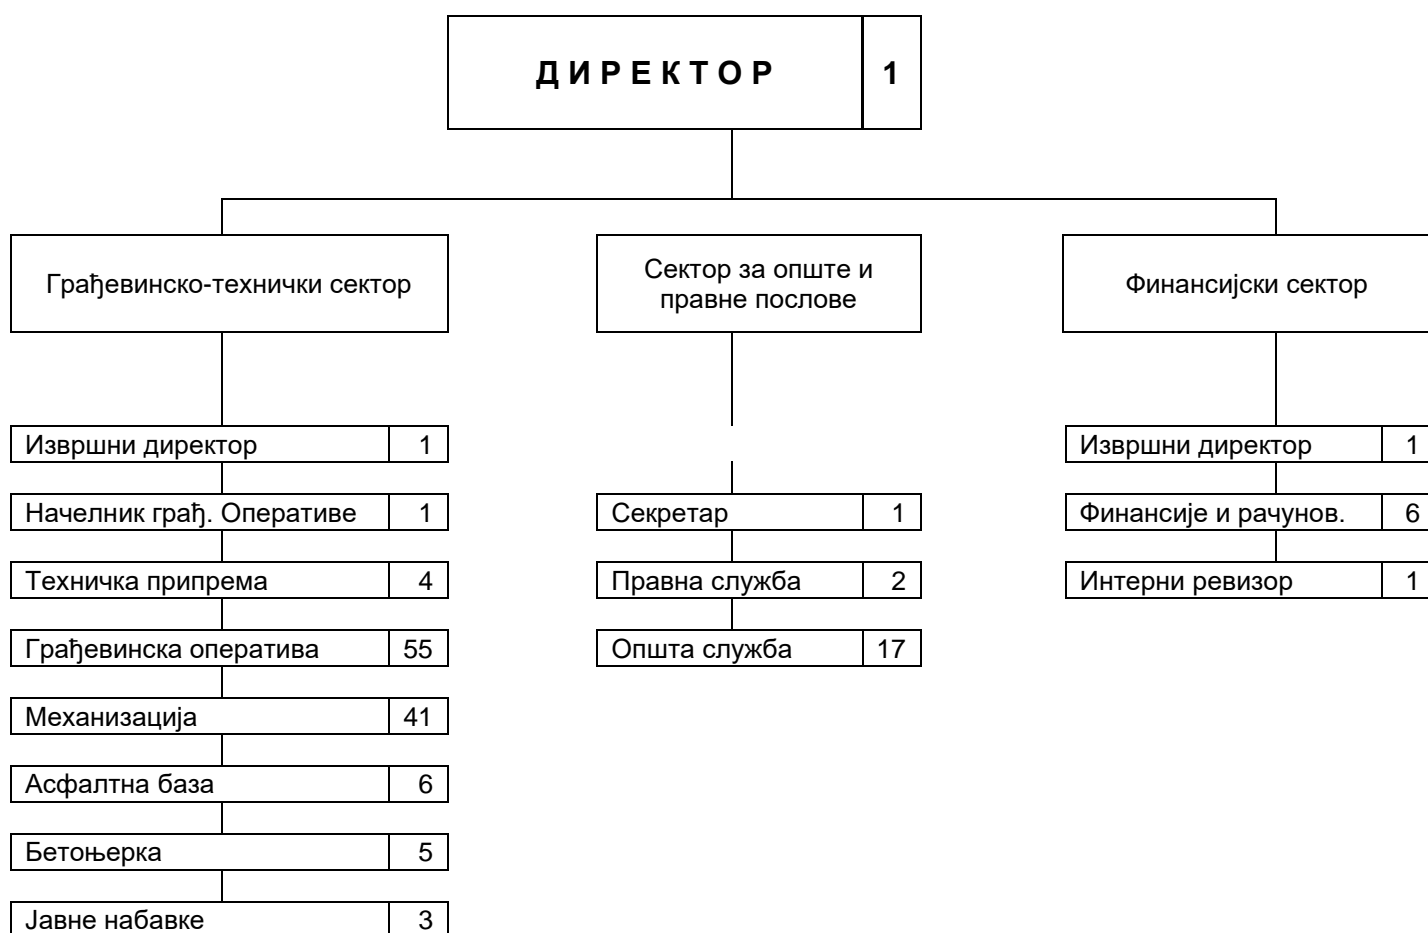 Д И Р Е К Т О Р 1
Грађевинско-технички сектор
Сектор за опште и
правне послове
Финансијски сектор
Извршни директор 1
Начелник грађ. Оперативе 1
Техничка припрема 4
Грађевинска оператива 55
Механизација 41
Асфалтна база 6
Бетоњерка 5
Јавне набавке 3
Секретар 1
Правна служба 2
Општа служба 17
Извршни директор 1
Финансије и рачунов. 6
Интерни ревизор 1